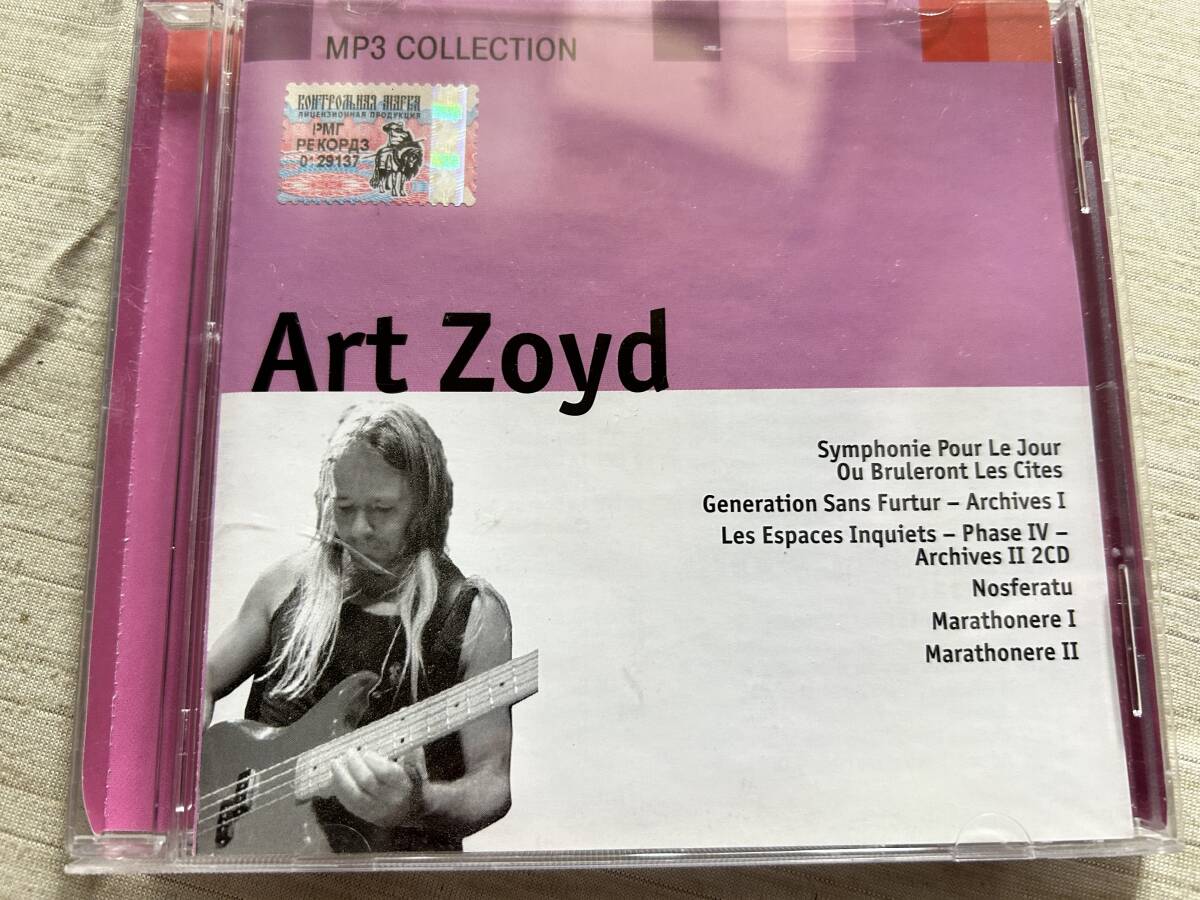 MP3 COLLECTION
КОНТРОЛЬНАЯ МАРКА
ЛИЦЕНЗИОННАЯ ПРОДУКЦИЯ
РМГ
РЕКОРДЗ
0* 29137
Art Zoyd
Symphonie Pour Le Jour
Ou Bruleront Les Cites
Generation Sans Furtur – Archives I
Les Espaces Inquiets – Phase IV –
Archives II 2CD
Nosferatu
Marathonere I
Marathonere II